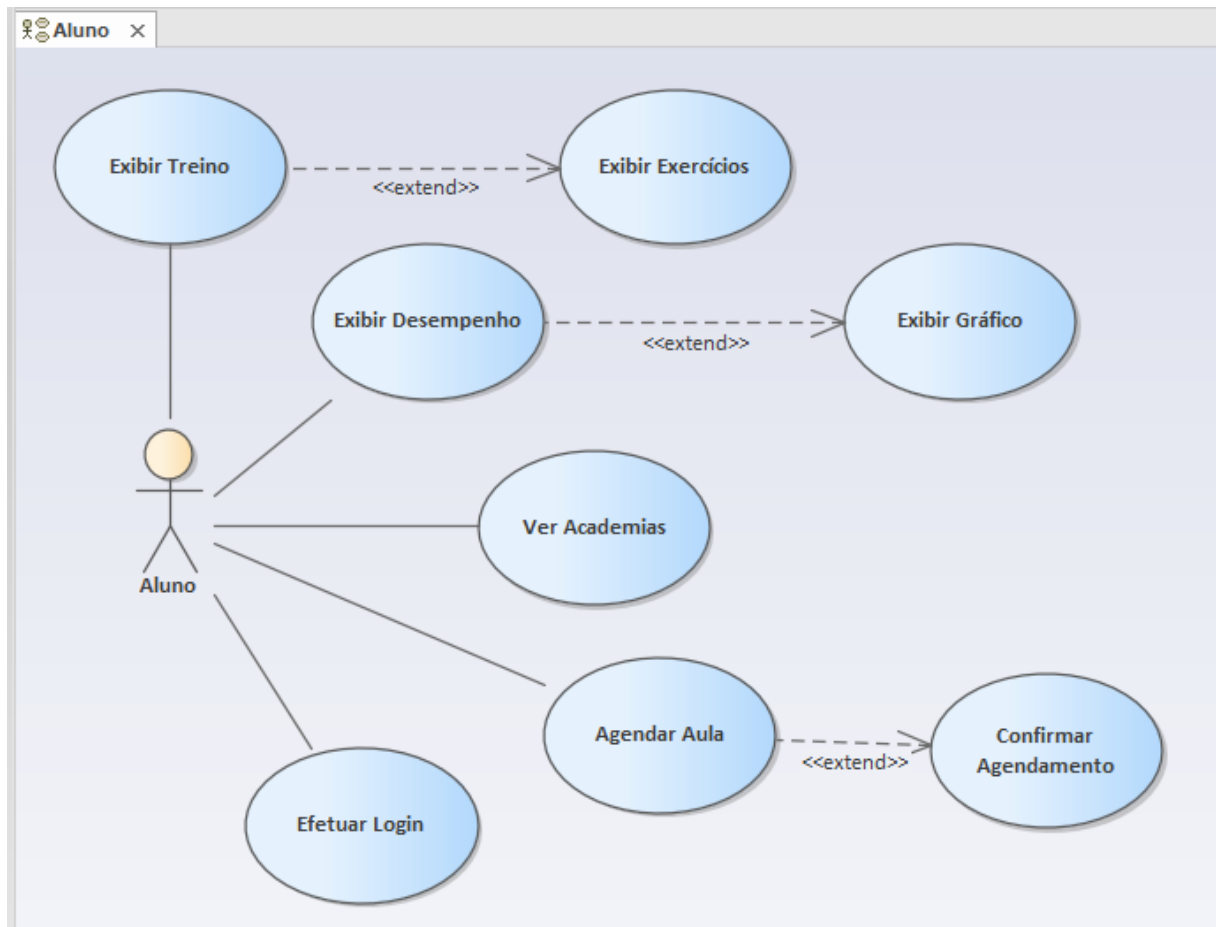 Aluno
Exibir Treino
<<extend>>
Exibir Exercícios
Exibir Desempenho
<<extend>>
Exibir Gráfico
Ver Academias
Aluno
Agendar Aula
<<extend>>
Confirmar
Agendamento
Efetuar Login